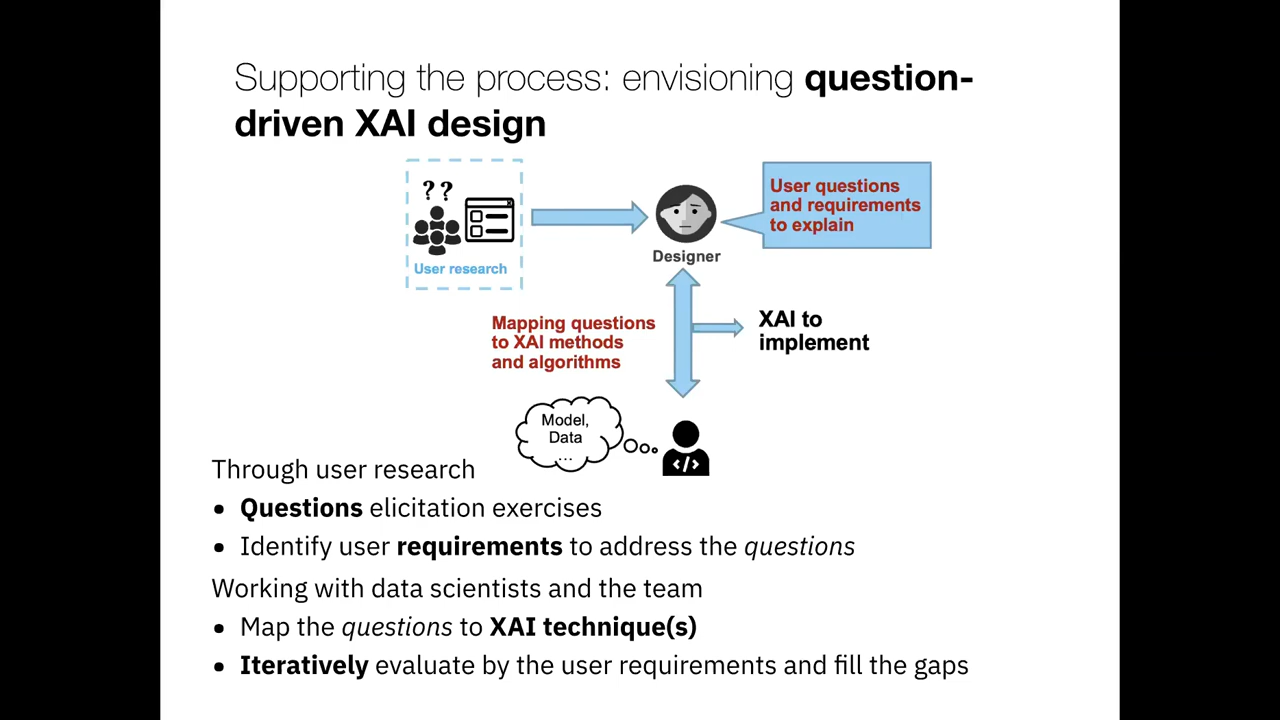 Supporting the process: envisioning question-
driven XAI design
? ?
User research
Designer
User questions
and requirements
to explain
Mapping questions
to XAI methods
and algorithms
XAI to
implement
Model,
Data
...
</>
Through user research
• Questions elicitation exercises
• Identify user requirements to address the questions
Working with data scientists and the team
• Map the questions to XAI technique(s)
• Iteratively evaluate by the user requirements and fill the gaps